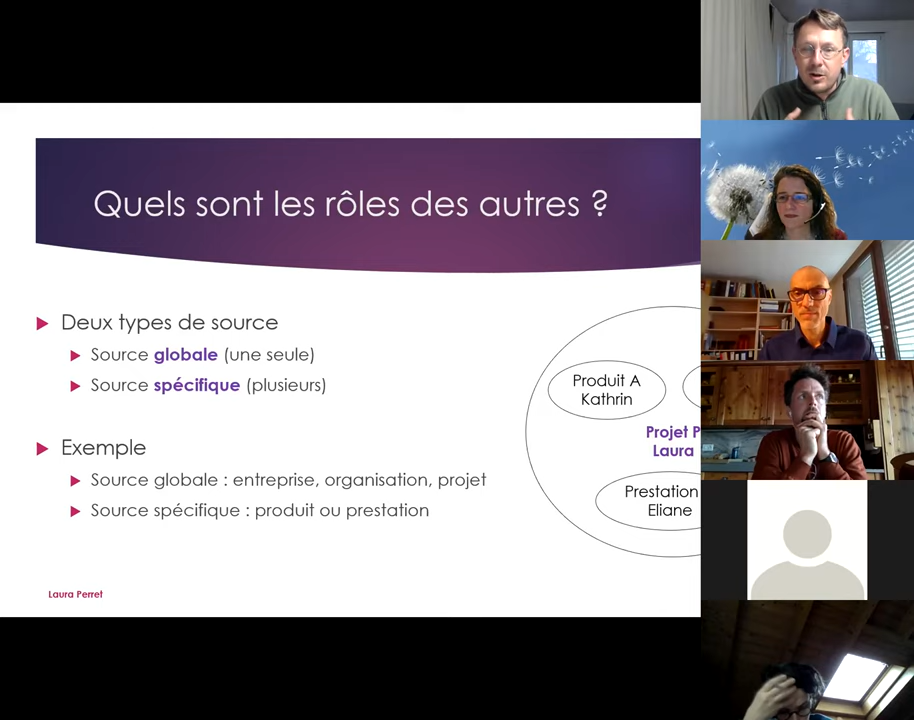 Quels sont les rôles des autres ?
Deux types de source
Source globale (une seule)
Source spécifique (plusieurs)
Exemple
Source globale : entreprise, organisation, projet
Source spécifique : produit ou prestation
Produit A
Kathrin
Projet P
Laura
Prestation
Eliane
Laura Perret